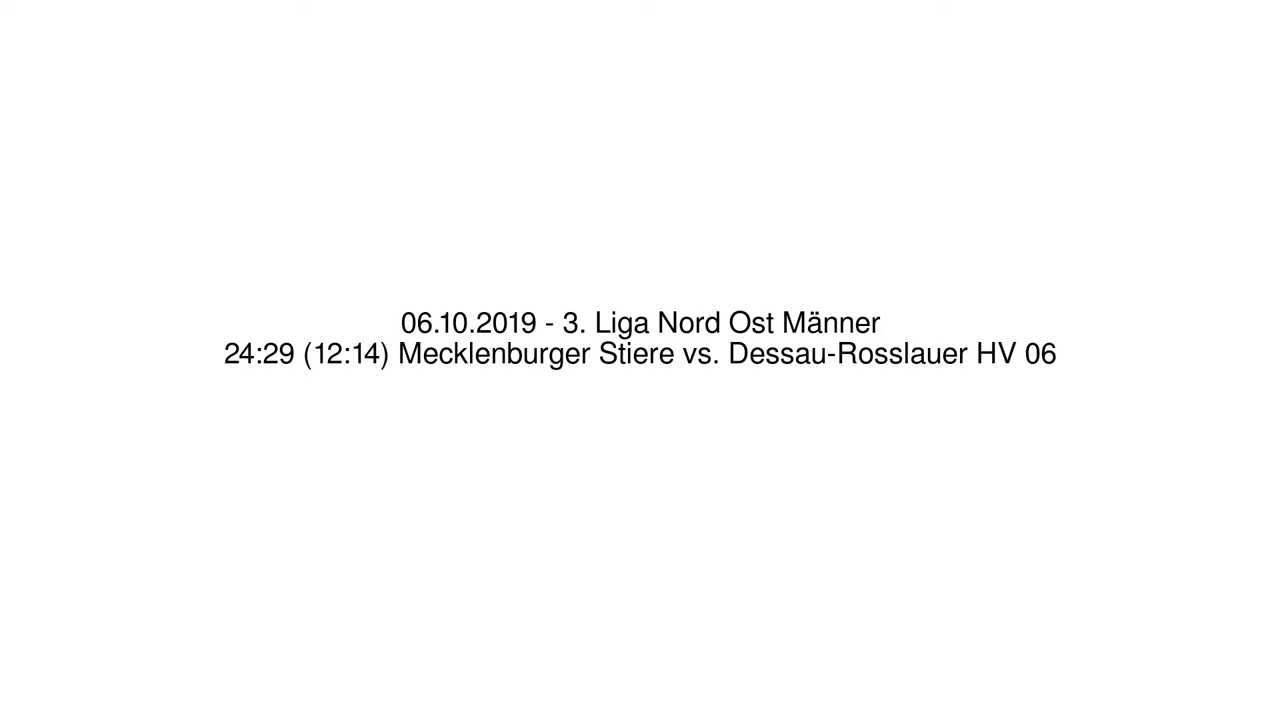 06.10.2019 - 3. Liga Nord Ost Männer
24:29 (12:14) Mecklenburger Stiere vs. Dessau-Rosslauer HV 06